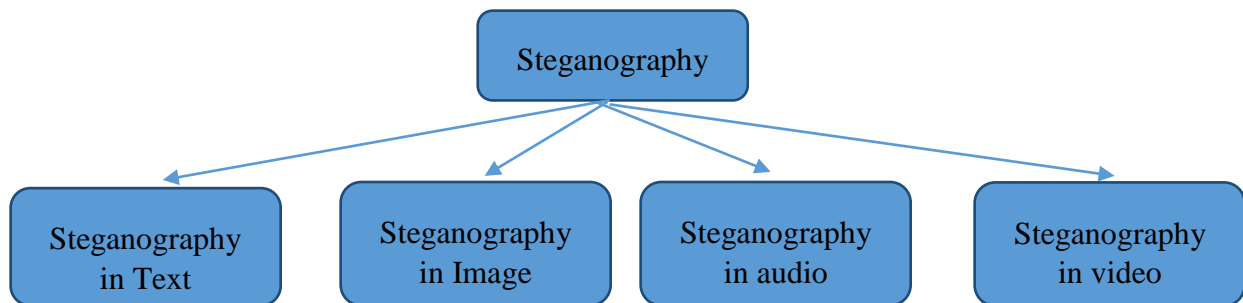 Steganography
Steganography
in Text
Steganography
in Image
Steganography
in audio
Steganography
in video